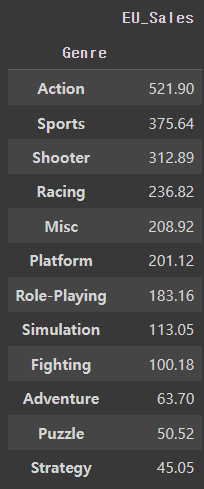 EU_Sales
Genre
Action 521.90
Sports 375.64
Shooter 312.89
Racing 236.82
Misc 208.92
Platform 201.12
Role-Playing 183.16
Simulation 113.05
Fighting 100.18
Adventure 63.70
Puzzle 50.52
Strategy 45.05